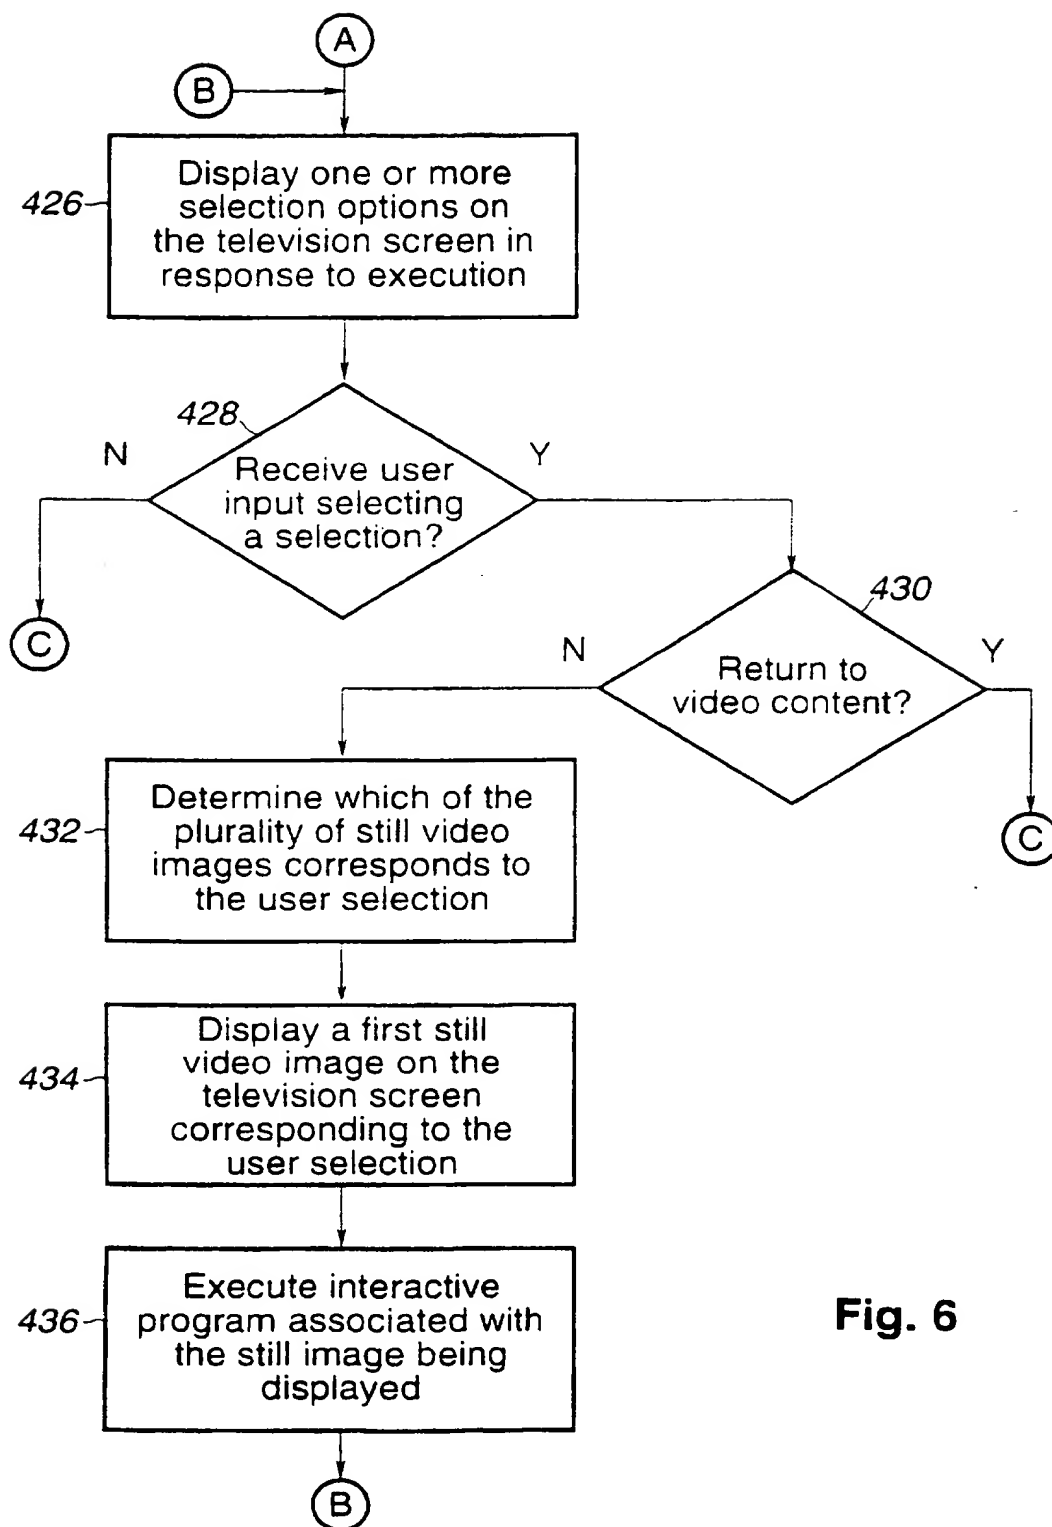 A
B
426
Display one or more
selection options on
the television screen in
response to execution
428
N
Y
Receive user
input selecting
a selection?
C
430
N
Y
Return to
video content?
C
432
Determine which of the
plurality of still video
images corresponds to
the user selection
434
Display a first still
video image on the
television screen
corresponding to the
user selection
436
Execute interactive
program associated with
the still image being
displayed
B
Fig. 6